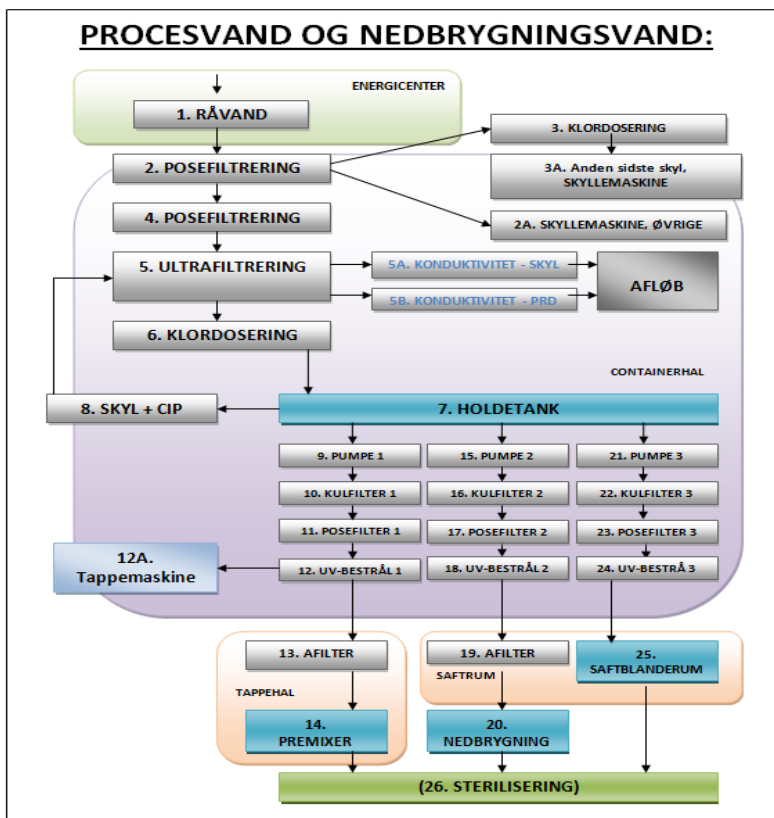 PROCESVAND OG NEDBRYGNINGSVAND:
ENERGICENTER
1. RÅVAND
3. KLORDOSERING
2. POSEFILTRERING
3A. Anden sidste skyl,
SKYLLEMASKINE
4. POSEFILTRERING
2A. SKYLLEMASKINE, ØVRIGE
5. ULTRAFILTRERING
5A. KONDUKTIVITET - SKYL
5B. KONDUKTIVITET - PRD
AFLØB
6. KLORDOSERING
CONTAINERHAL
8. SKYL + CIP
7. HOLDETANK
9. PUMPE 1
15. PUMPE 2
21. PUMPE 3
10. KULFILTER 1
16. KULFILTER 2
22. KULFILTER 3
11. POSEFILTER 1
17. POSEFILTER 2
23. POSEFILTER 3
12A.
Tappemaskine
12. UV-BESTRÅL 1
18. UV-BESTRÅL 2
24. UV-BESTRÅ 3
13. AFILTER
19. AFILTER
25.
SAFTBLANDERUM
SAFTRUM
TAPPEHAL
14.
PREMIXER
20.
NEDBRYGNING
(26. STERILISERING)